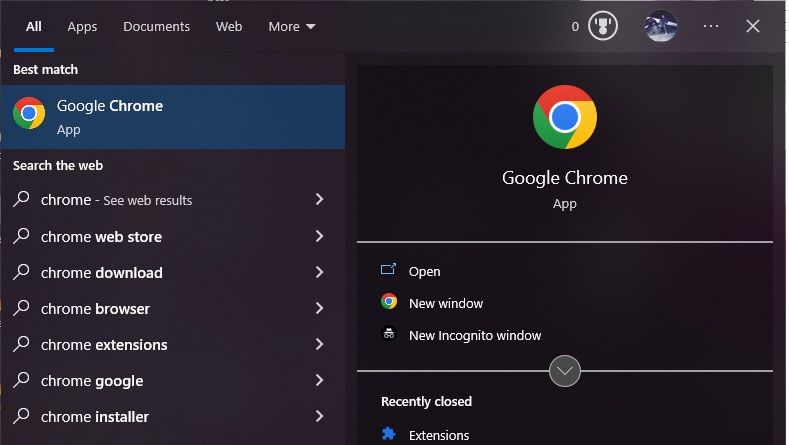 All Apps Documents Web More 0
Best match
Google Chrome
App
Search the web
chrome - See web results
chrome web store
chrome download
chrome browser
chrome extensions
chrome google
chrome installer
Google Chrome
App
Open
New window
New Incognito window
Recently closed
Extensions